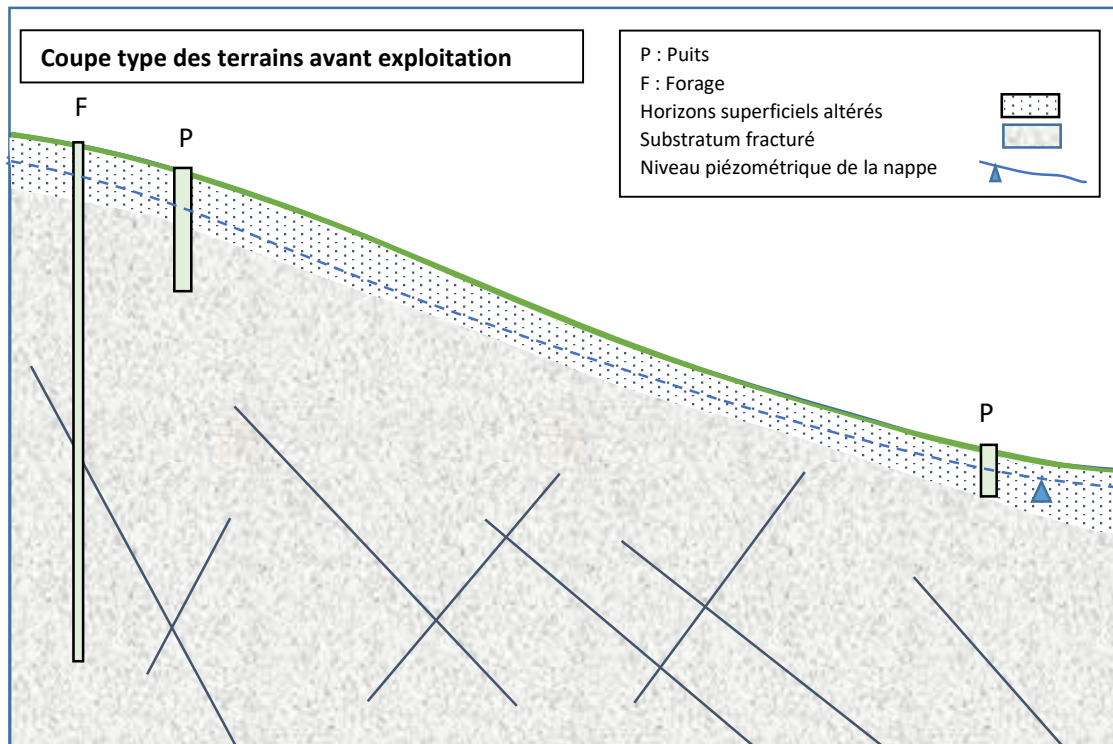 Coupe type des terrains avant exploitation
P : Puits
F : Forage
Horizons superficiels altérés
Substratum fracturé
Niveau piézométrique de la nappe
F
P
P